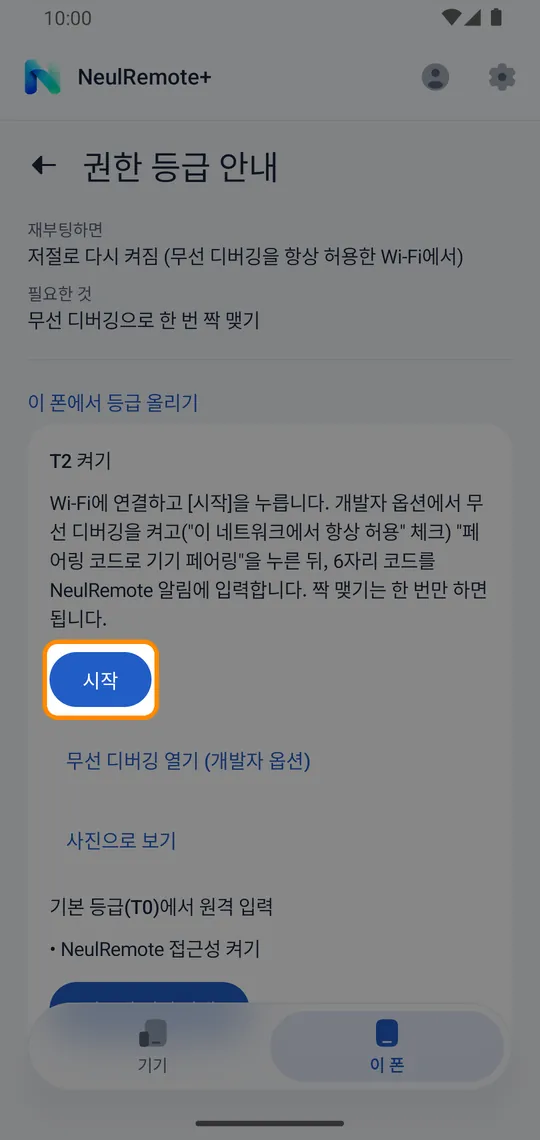 10:00
NeulRemote+
권한 등급 안내
재부팅하면
저절로 다시 켜짐 (무선 디버깅을 항상 허용한 Wi-Fi에서)
필요한 것
무선 디버깅으로 한 번 짝 맺기
이 폰에서 등급 올리기
T2 켜기
Wi-Fi에 연결하고 [시작]을 누릅니다. 개발자 옵션에서 무
선 디버깅을 켜고("이 네트워크에서 항상 허용" 체크) "페
어링 코드로 기기 페어링"을 누른 뒤, 6자리 코드를
NeulRemote 알림에 입력합니다. 짝 맺기는 한 번만 하면
됩니다.
시작
무선 디버깅 열기 (개발자 옵션)
사진으로 보기
기본 등급(T0)에서 원격 입력
• NeulRemote 접근성 켜기
기기
이 폰